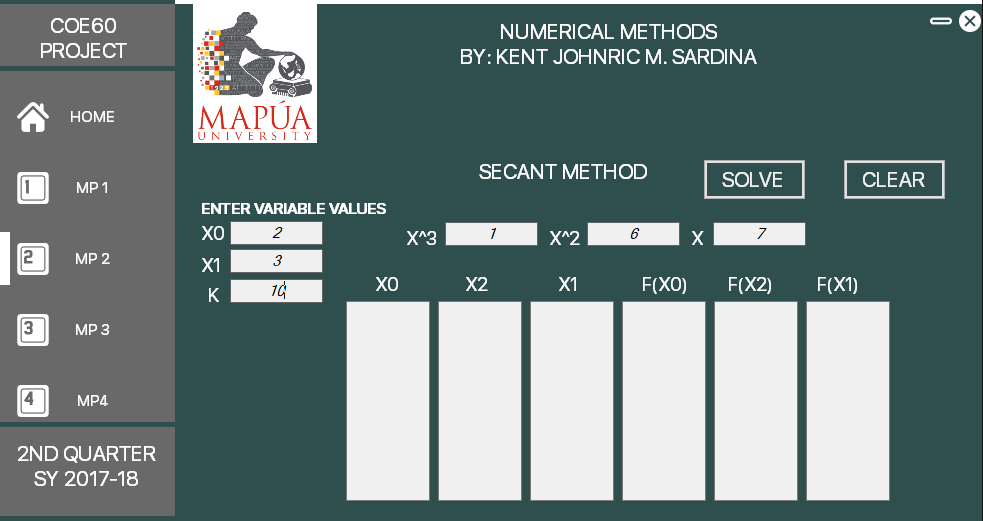 COE60
PROJECT
HOME
1
MP 1
2
MP 2
3
MP 3
4
MP4
2ND QUARTER
SY 2017-18
MAPÚA
UNIVERSITY
NUMERICAL METHODS
BY: KENT JOHNRIC M. SARDINA
SECANT METHOD
SOLVE
CLEAR
ENTER VARIABLE VALUES
X0 2
X1 3
K 10
X^3 1 X^2 6 X 7
X0 X2 X1 F(X0) F(X2) F(X1)